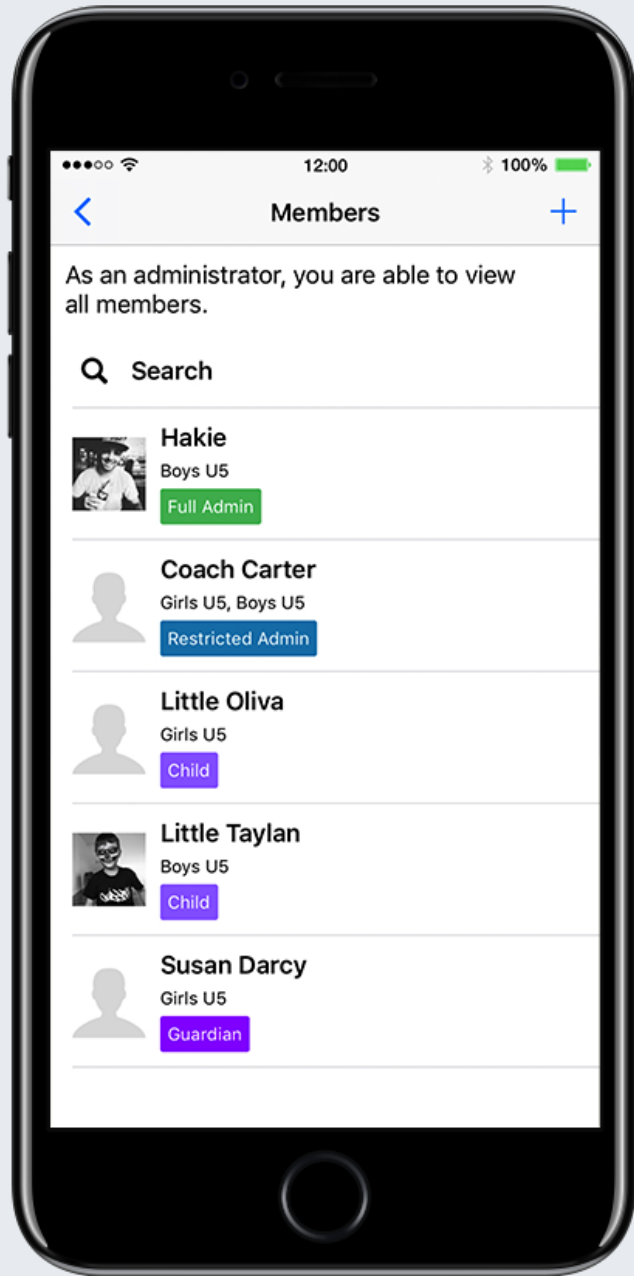 12:00
100%
Members
As an administrator, you are able to view
all members.
Search
Hakie
Boys U5
Full Admin
Coach Carter
Girls U5, Boys U5
Restricted Admin
Little Oliva
Girls U5
Child
Little Taylan
Boys U5
Child
Susan Darcy
Girls U5
Guardian